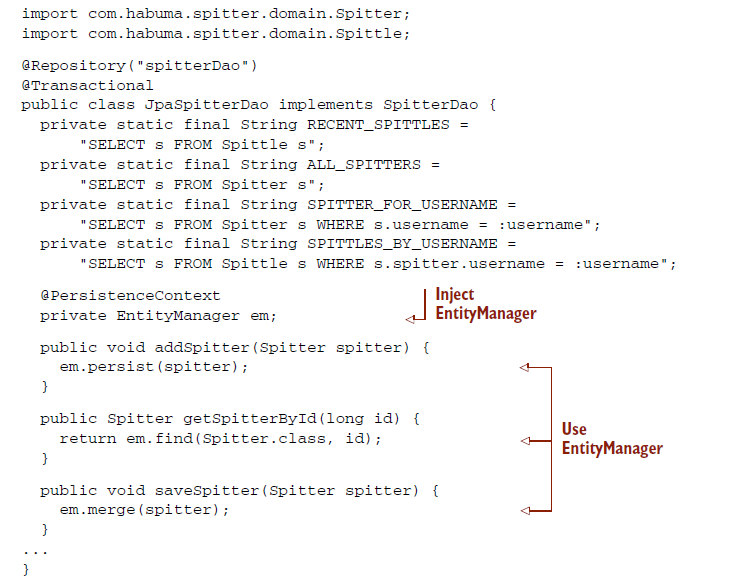 import com.habuma.spitter.domain.Spitter;
import com.habuma.spitter.domain.Spittle;
@Repository("spitterDao")
@Transactional
public class JpaSpitterDao implements SpitterDao {
private static final String RECENT_SPITTLES =
"SELECT s FROM Spittle s";
private static final String ALL_SPITTERS =
"SELECT s FROM Spitter s";
private static final String SPITTER_FOR_USERNAME =
"SELECT s FROM Spitter s WHERE s.username = :username";
private static final String SPITTLES_BY_USERNAME =
"SELECT s FROM Spittle s WHERE s.spitter.username = :username";
@PersistenceContext
private EntityManager em;
Inject
EntityManager
public void addSpitter(Spitter spitter) {
em.persist(spitter);
}
public Spitter getSpitterById(long id) {
return em.find(Spitter.class, id);
}
Use
EntityManager
public void saveSpitter(Spitter spitter) {
em.merge(spitter);
}
...
}